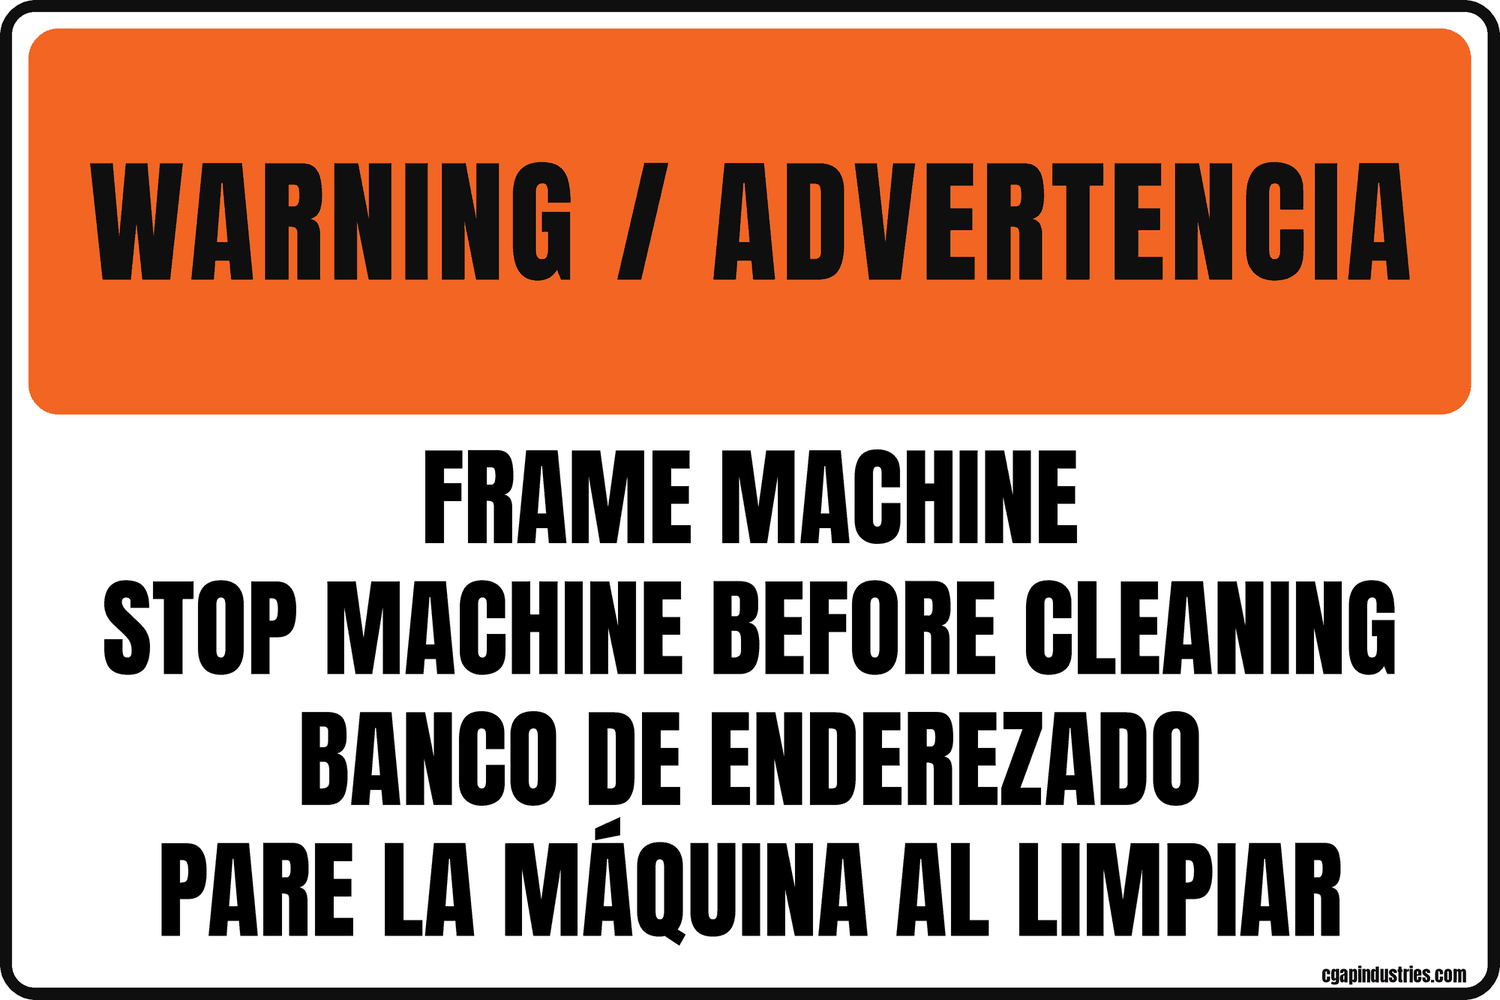 WARNING / ADVERTENCIA
FRAME MACHINE
STOP MACHINE BEFORE CLEANING
BANCO DE ENDEREZADO
PARE LA MÁQUINA AL LIMPIAR
cgapindustries.com